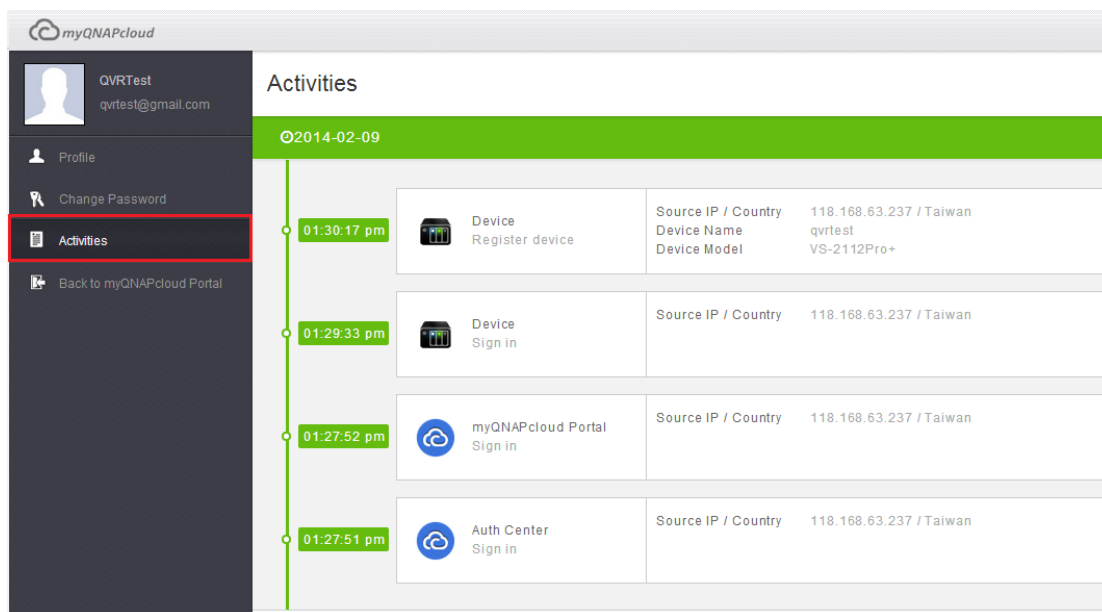 myQNAPcloud
QVRTest
qvrtest@gmail.com
Profile
Change Password
Activities
Back to myQNAPcloud Portal
Activities
2014-02-09
01:30:17 pm
Device
Register device
Source IP / Country 118.168.63.237 / Taiwan
Device Name qvrtest
Device Model VS-2112Pro+
01:29:33 pm
Device
Sign in
Source IP / Country 118.168.63.237 / Taiwan
01:27:52 pm
myQNAPcloud Portal
Sign in
Source IP / Country 118.168.63.237 / Taiwan
01:27:51 pm
Auth Center
Sign in
Source IP / Country 118.168.63.237 / Taiwan